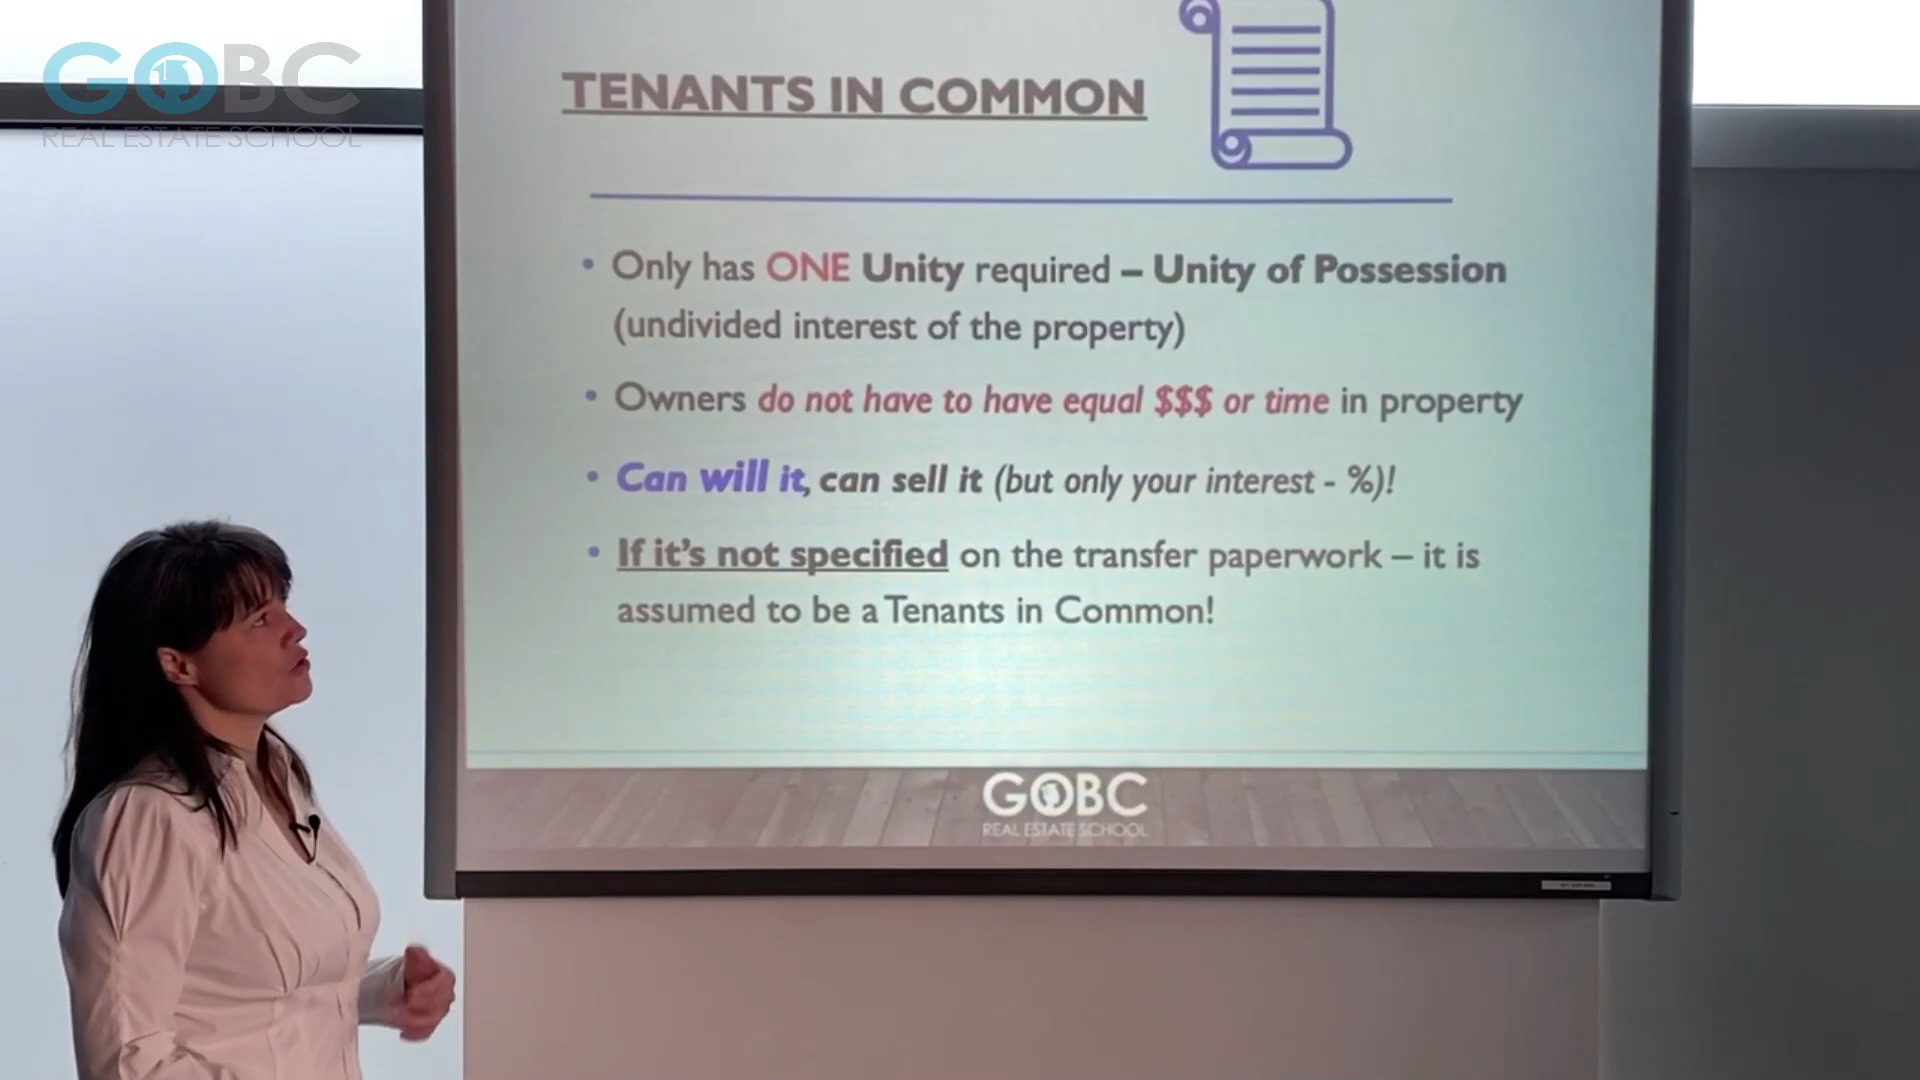 GOBC
REAL ESTATE SCHOOL
TENANTS IN COMMON
• Only has ONE Unity required – Unity of Possession
(undivided interest of the property)
• Owners do not have to have equal $$$ or time in property
• Can will it, can sell it (but only your interest - %)!
• If it's not specified on the transfer paperwork – it is
assumed to be a Tenants in Common!
GOBC
REAL ESTATE SCHOOL